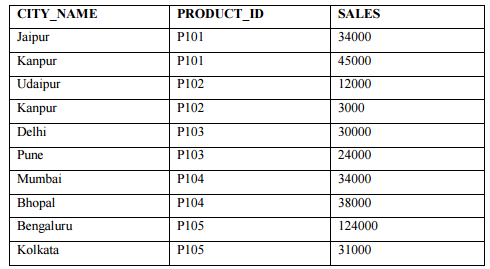 CITY_NAME PRODUCT_ID SALES
Jaipur P101 34000
Kanpur P101 45000
Udaipur P102 12000
Kanpur P102 3000
Delhi P103 30000
Pune P103 24000
Mumbai P104 34000
Bhopal P104 38000
Bengaluru P105 124000
Kolkata P105 31000